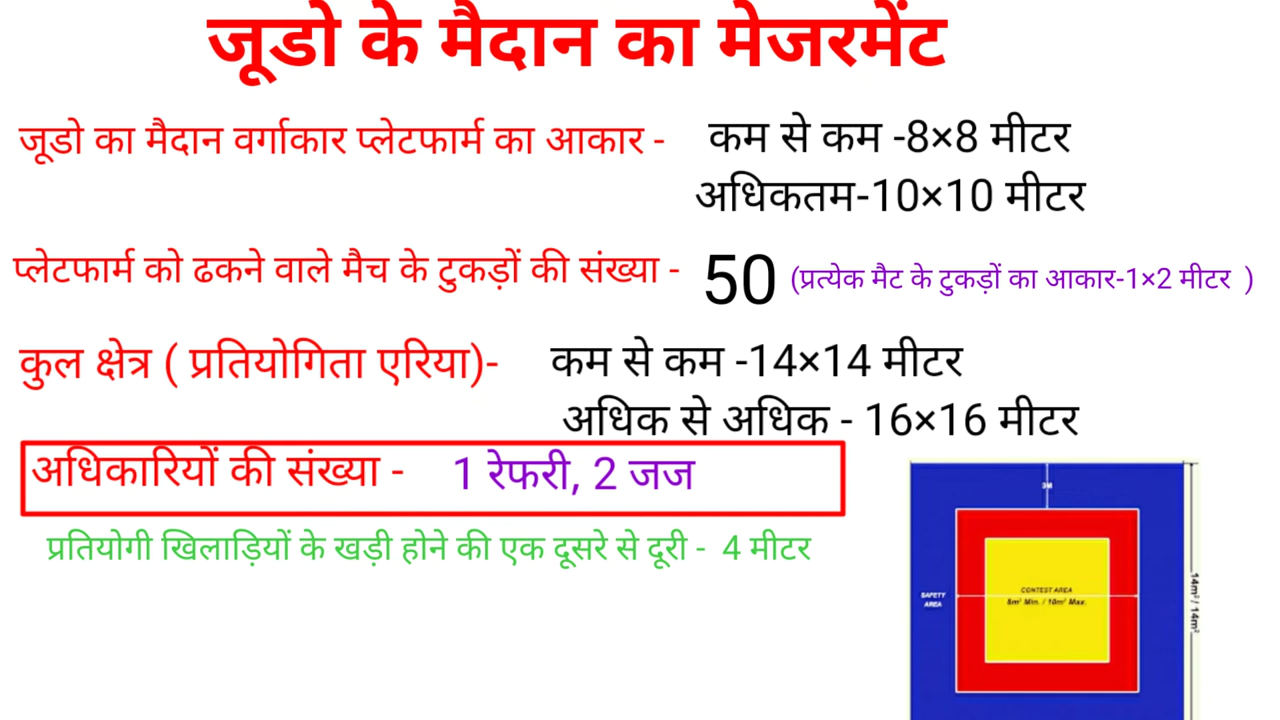 जूडो के मैदान का मेजरमेंट
जूडो का मैदान वर्गाकार प्लेटफार्म का आकार - कम से कम -8×8 मीटर
अधिकतम-10×10 मीटर
प्लेटफार्म को ढकने वाले मैच के टुकड़ों की संख्या - 50 (प्रत्येक मैट के टुकड़ों का आकार-1×2 मीटर )
कुल क्षेत्र ( प्रतियोगिता एरिया)- कम से कम -14×14 मीटर
अधिक से अधिक - 16×16 मीटर
अधिकारियों की संख्या - 1 रेफरी, 2 जज
प्रतियोगी खिलाड़ियों के खड़ी होने की एक दूसरे से दूरी - 4 मीटर
3M
SAFETY AREA
CONTEST AREA
8m² Min. / 10m² Max.
14m² / 14m²